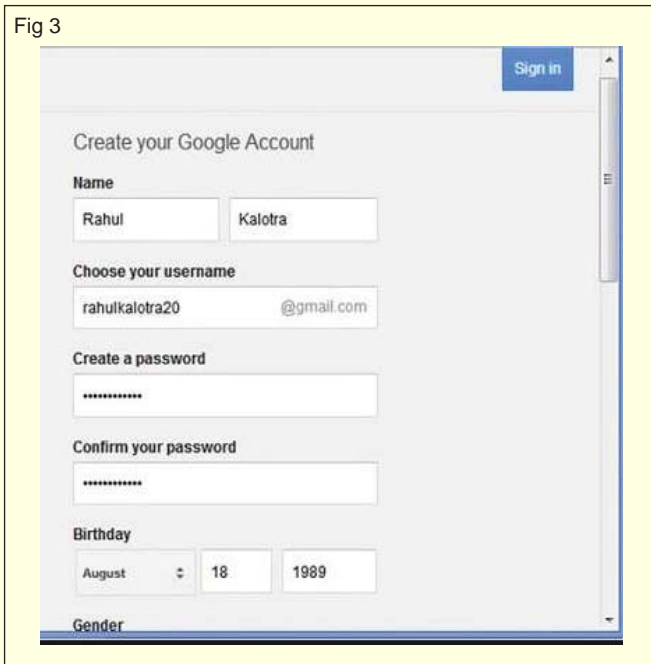 Fig 3
Sign in
Create your Google Account
Name
Rahul Kalotra
Choose your username
rahulkalotra20 @gmail.com
Create a password
••••••••••••
Confirm your password
••••••••••••
Birthday
August 18 1989
Gender